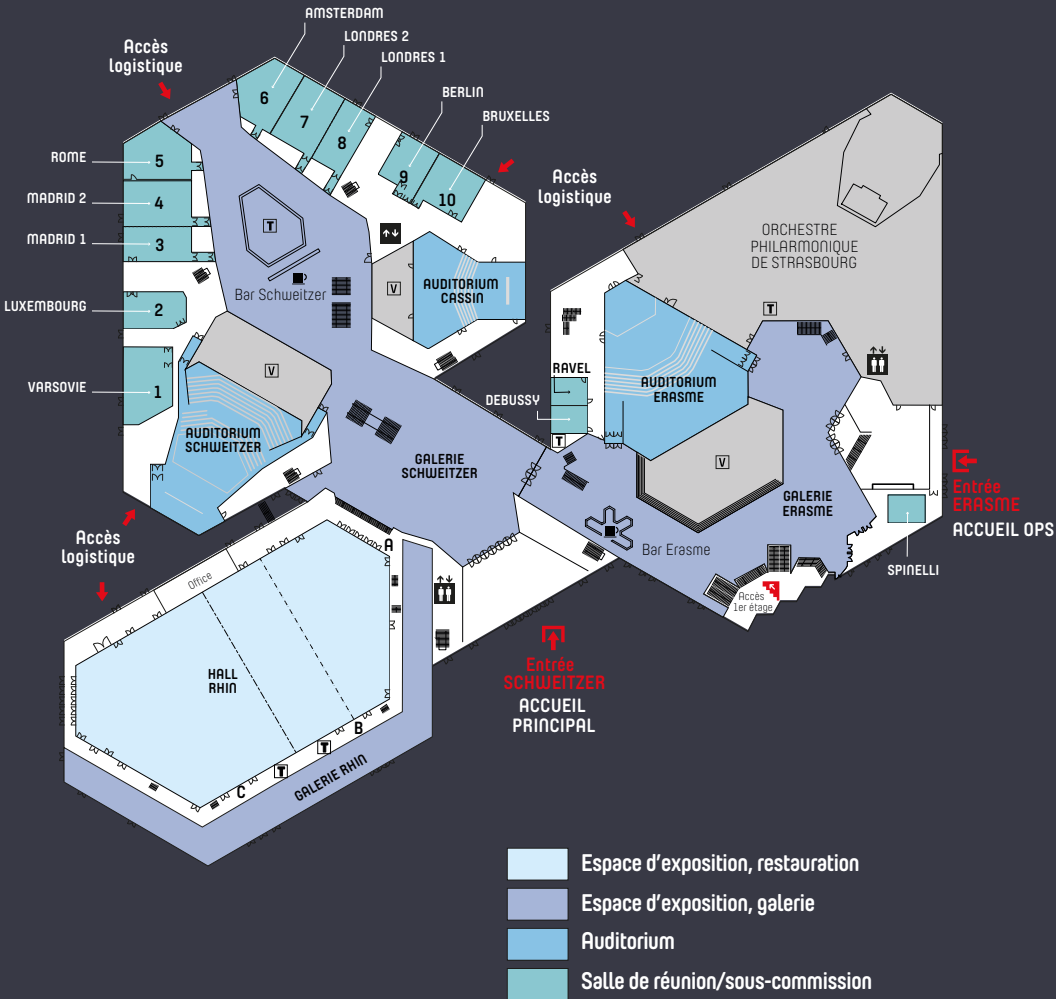 AMSTERDAM
LONDRES 2
LONDRES 1
BERLIN
BRUXELLES
Accès
logistique
6
7
8
9
10
ROME
5
MADRID 2
4
MADRID 1
3
LUXEMBOURG
2
VARSOVIE
1
T
Bar Schweitzer
V
AUDITORIUM
CASSIN
V
AUDITORIUM
SCHWEITZER
GALERIE
SCHWEITZER
Accès
logistique
ORCHESTRE
PHILARMONIQUE
DE STRASBOURG
T
RAVEL
DEBUSSY
T
AUDITORIUM
ERASME
V
GALERIE
ERASME
Bar Erasme
Entrée
ERASME
ACCUEIL OPS
SPINELLI
Accès
1er étage
Accès
logistique
Office
A
HALL
RHIN
B
T
T
C
GALERIE RHIN
Entrée
SCHWEITZER
ACCUEIL
PRINCIPAL
Espace d'exposition, restauration
Espace d'exposition, galerie
Auditorium
Salle de réunion/sous-commission